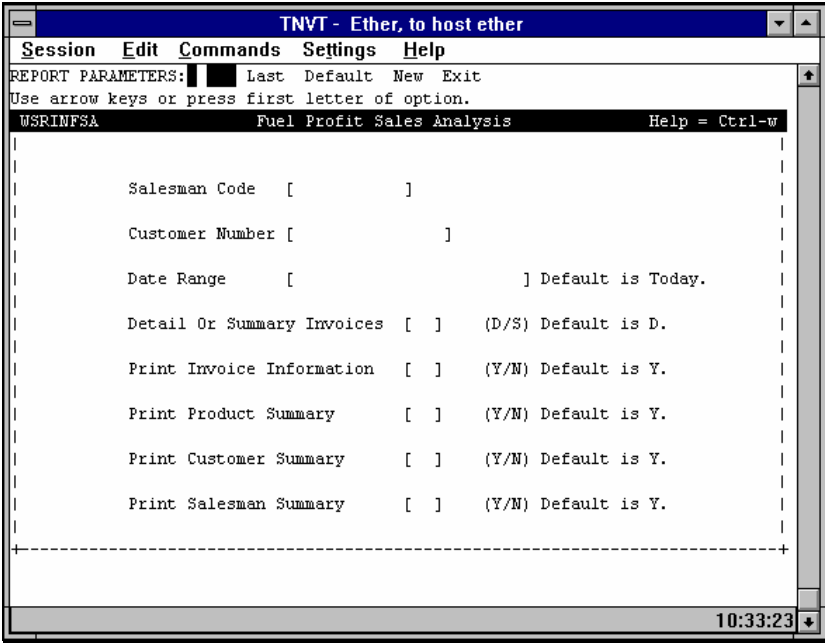 TNVT - Ether, to host ether
Session Edit Commands Settings Help
REPORT PARAMETERS: Last Default New Exit
Use arrow keys or press first letter of option.
WSRINFSA Fuel Profit Sales Analysis Help = Ctrl-w
Salesman Code [ ]
Customer Number [ ]
Date Range [ ] Default is Today.
Detail Or Summary Invoices [ ] (D/S) Default is D.
Print Invoice Information [ ] (Y/N) Default is Y.
Print Product Summary [ ] (Y/N) Default is Y.
Print Customer Summary [ ] (Y/N) Default is Y.
Print Salesman Summary [ ] (Y/N) Default is Y.
10:33:23